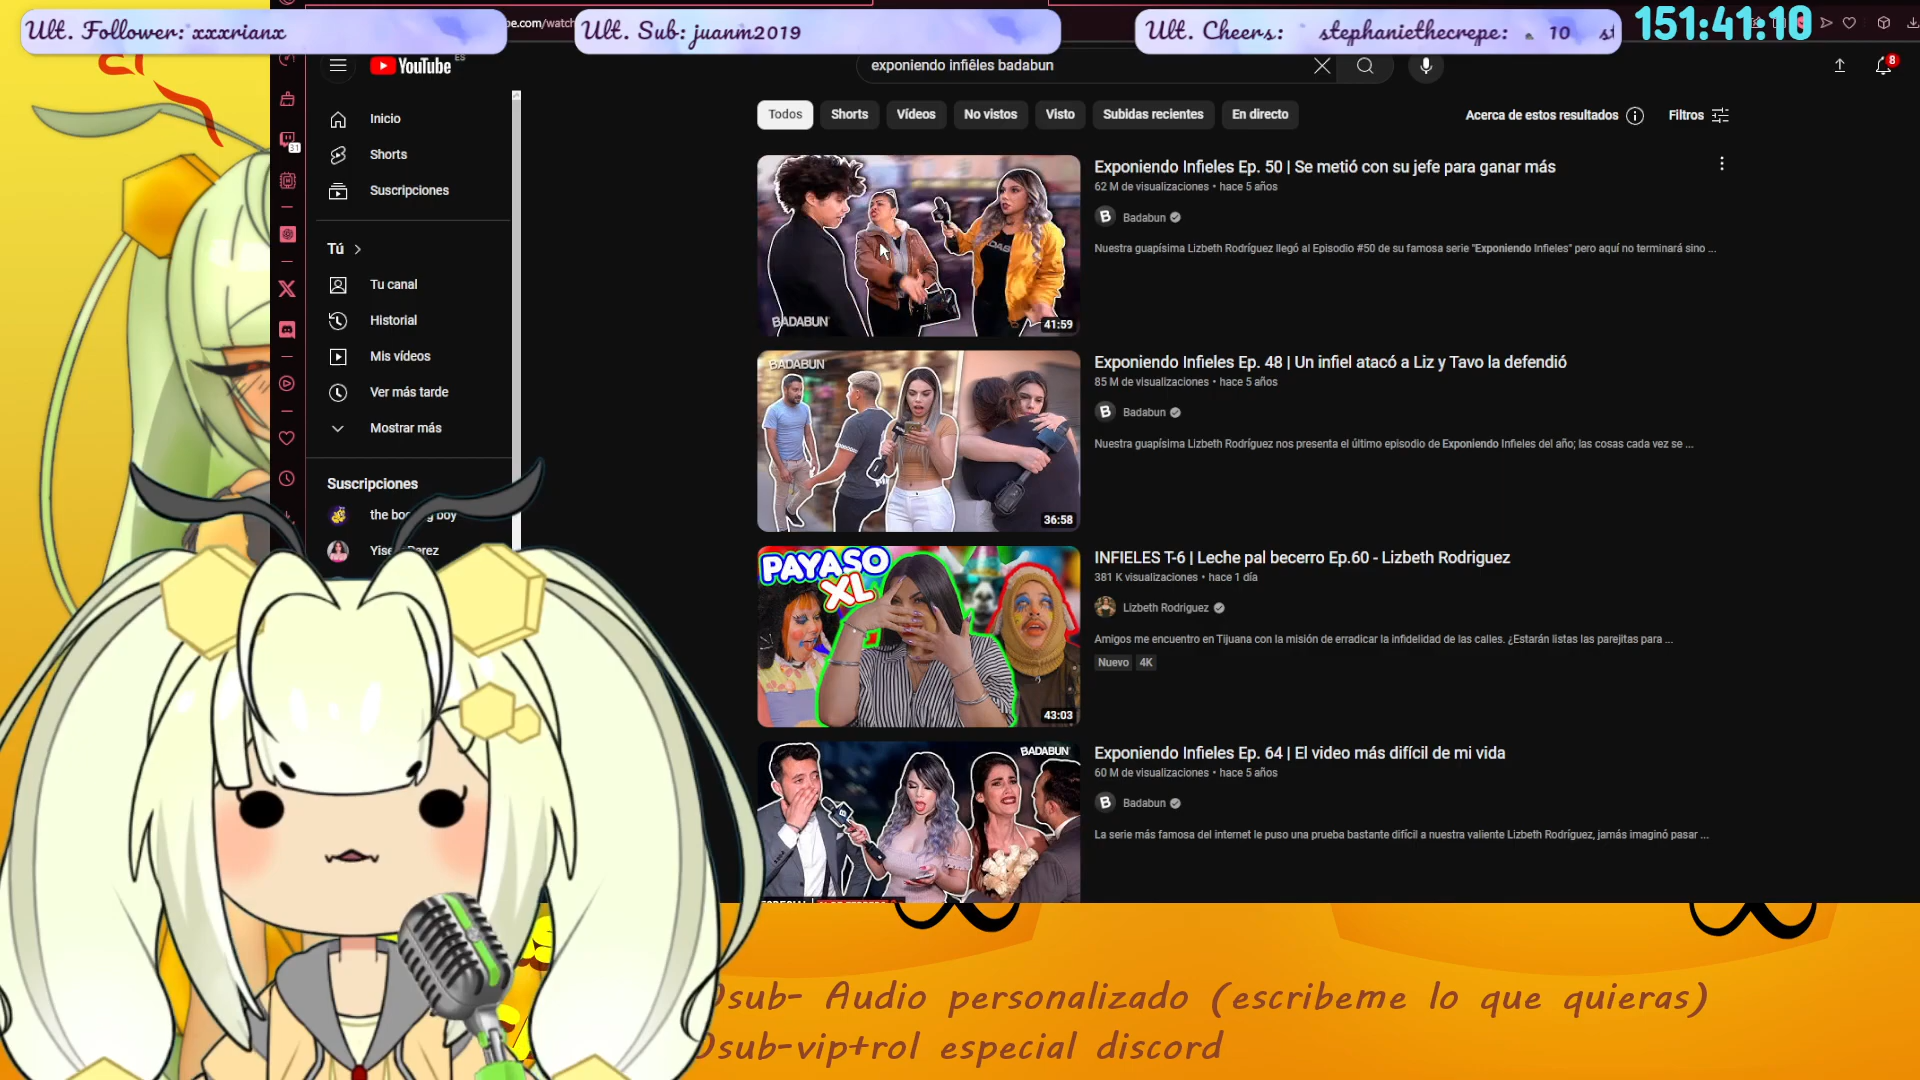 Ult. Follower: xxxrianx
Ult. Sub: juanm2019
Ult. Cheers: stephaniethecrepe: 10 st
151:41:10
be.com/watch
YouTube ES
exponiendo infiêles badabun
8
31
Inicio
Shorts
Suscripciones
Tú
Tu canal
Historial
Mis vídeos
Ver más tarde
Mostrar más
Suscripciones
Todos
Shorts
Vídeos
No vistos
Visto
Subidas recientes
En directo
Acerca de estos resultados
Filtros
BADABUN
41:59
Exponiendo Infieles Ep. 50 | Se metió con su jefe para ganar más
62 M de visualizaciones • hace 5 años
Badabun
Nuestra guapísima Lizbeth Rodríguez llegó al Episodio #50 de su famosa serie "Exponiendo Infieles" pero aquí no terminará sino ...
BADABUN
36:58
Exponiendo Infieles Ep. 48 | Un infiel atacó a Liz y Tavo la defendió
85 M de visualizaciones • hace 5 años
Badabun
Nuestra guapísima Lizbeth Rodríguez nos presenta el último episodio de Exponiendo Infieles del año; las cosas cada vez se ...
PAYASO
XL
43:03
INFIELES T-6 | Leche pal becerro Ep.60 - Lizbeth Rodriguez
381 K visualizaciones • hace 1 día
Lizbeth Rodriguez
Amigos me encuentro en Tijuana con la misión de erradicar la infidelidad de las calles. ¿Estarán listas las parejitas para ...
Nuevo 4K
BADABUN
Exponiendo Infieles Ep. 64 | El video más difícil de mi vida
60 M de visualizaciones • hace 5 años
Badabun
La serie más famosa del internet le puso una prueba bastante difícil a nuestra valiente Lizbeth Rodríguez, jamás imaginó pasar ...
sub- Audio personalizado (escribeme lo que quieras)
sub-vip+rol especial discord